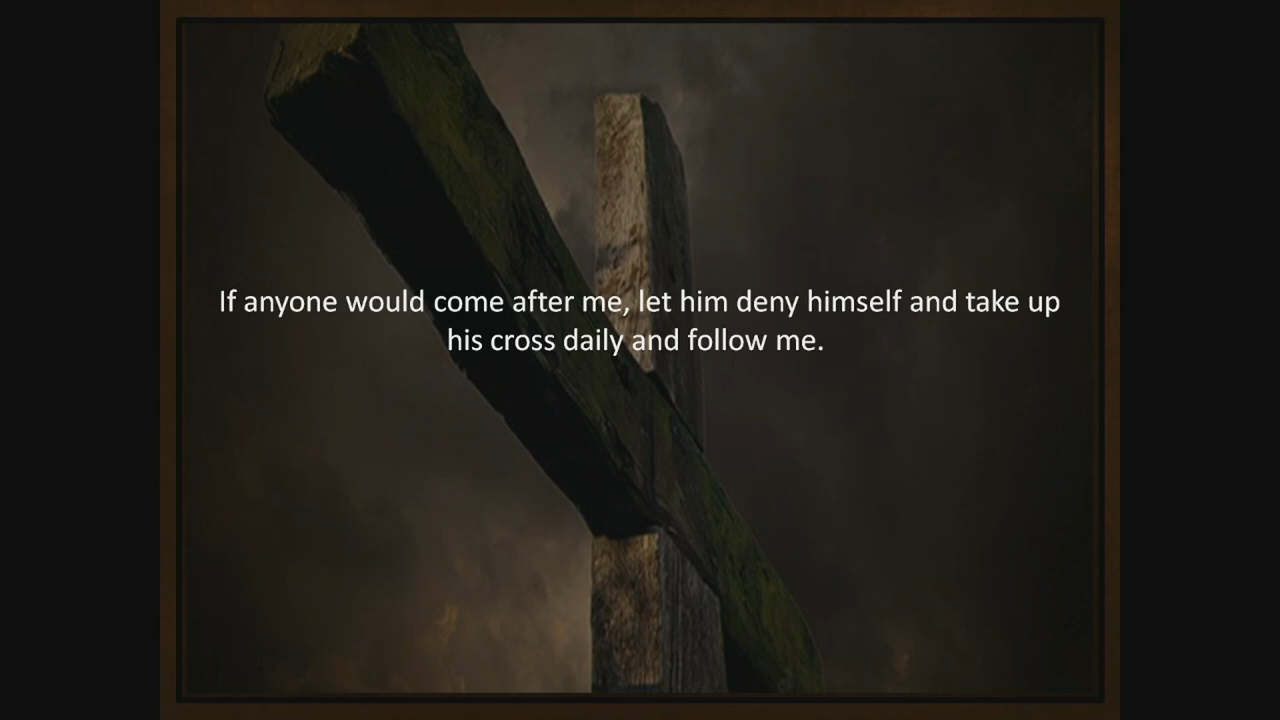 If anyone would come after me, let him deny himself and take up
his cross daily and follow me.